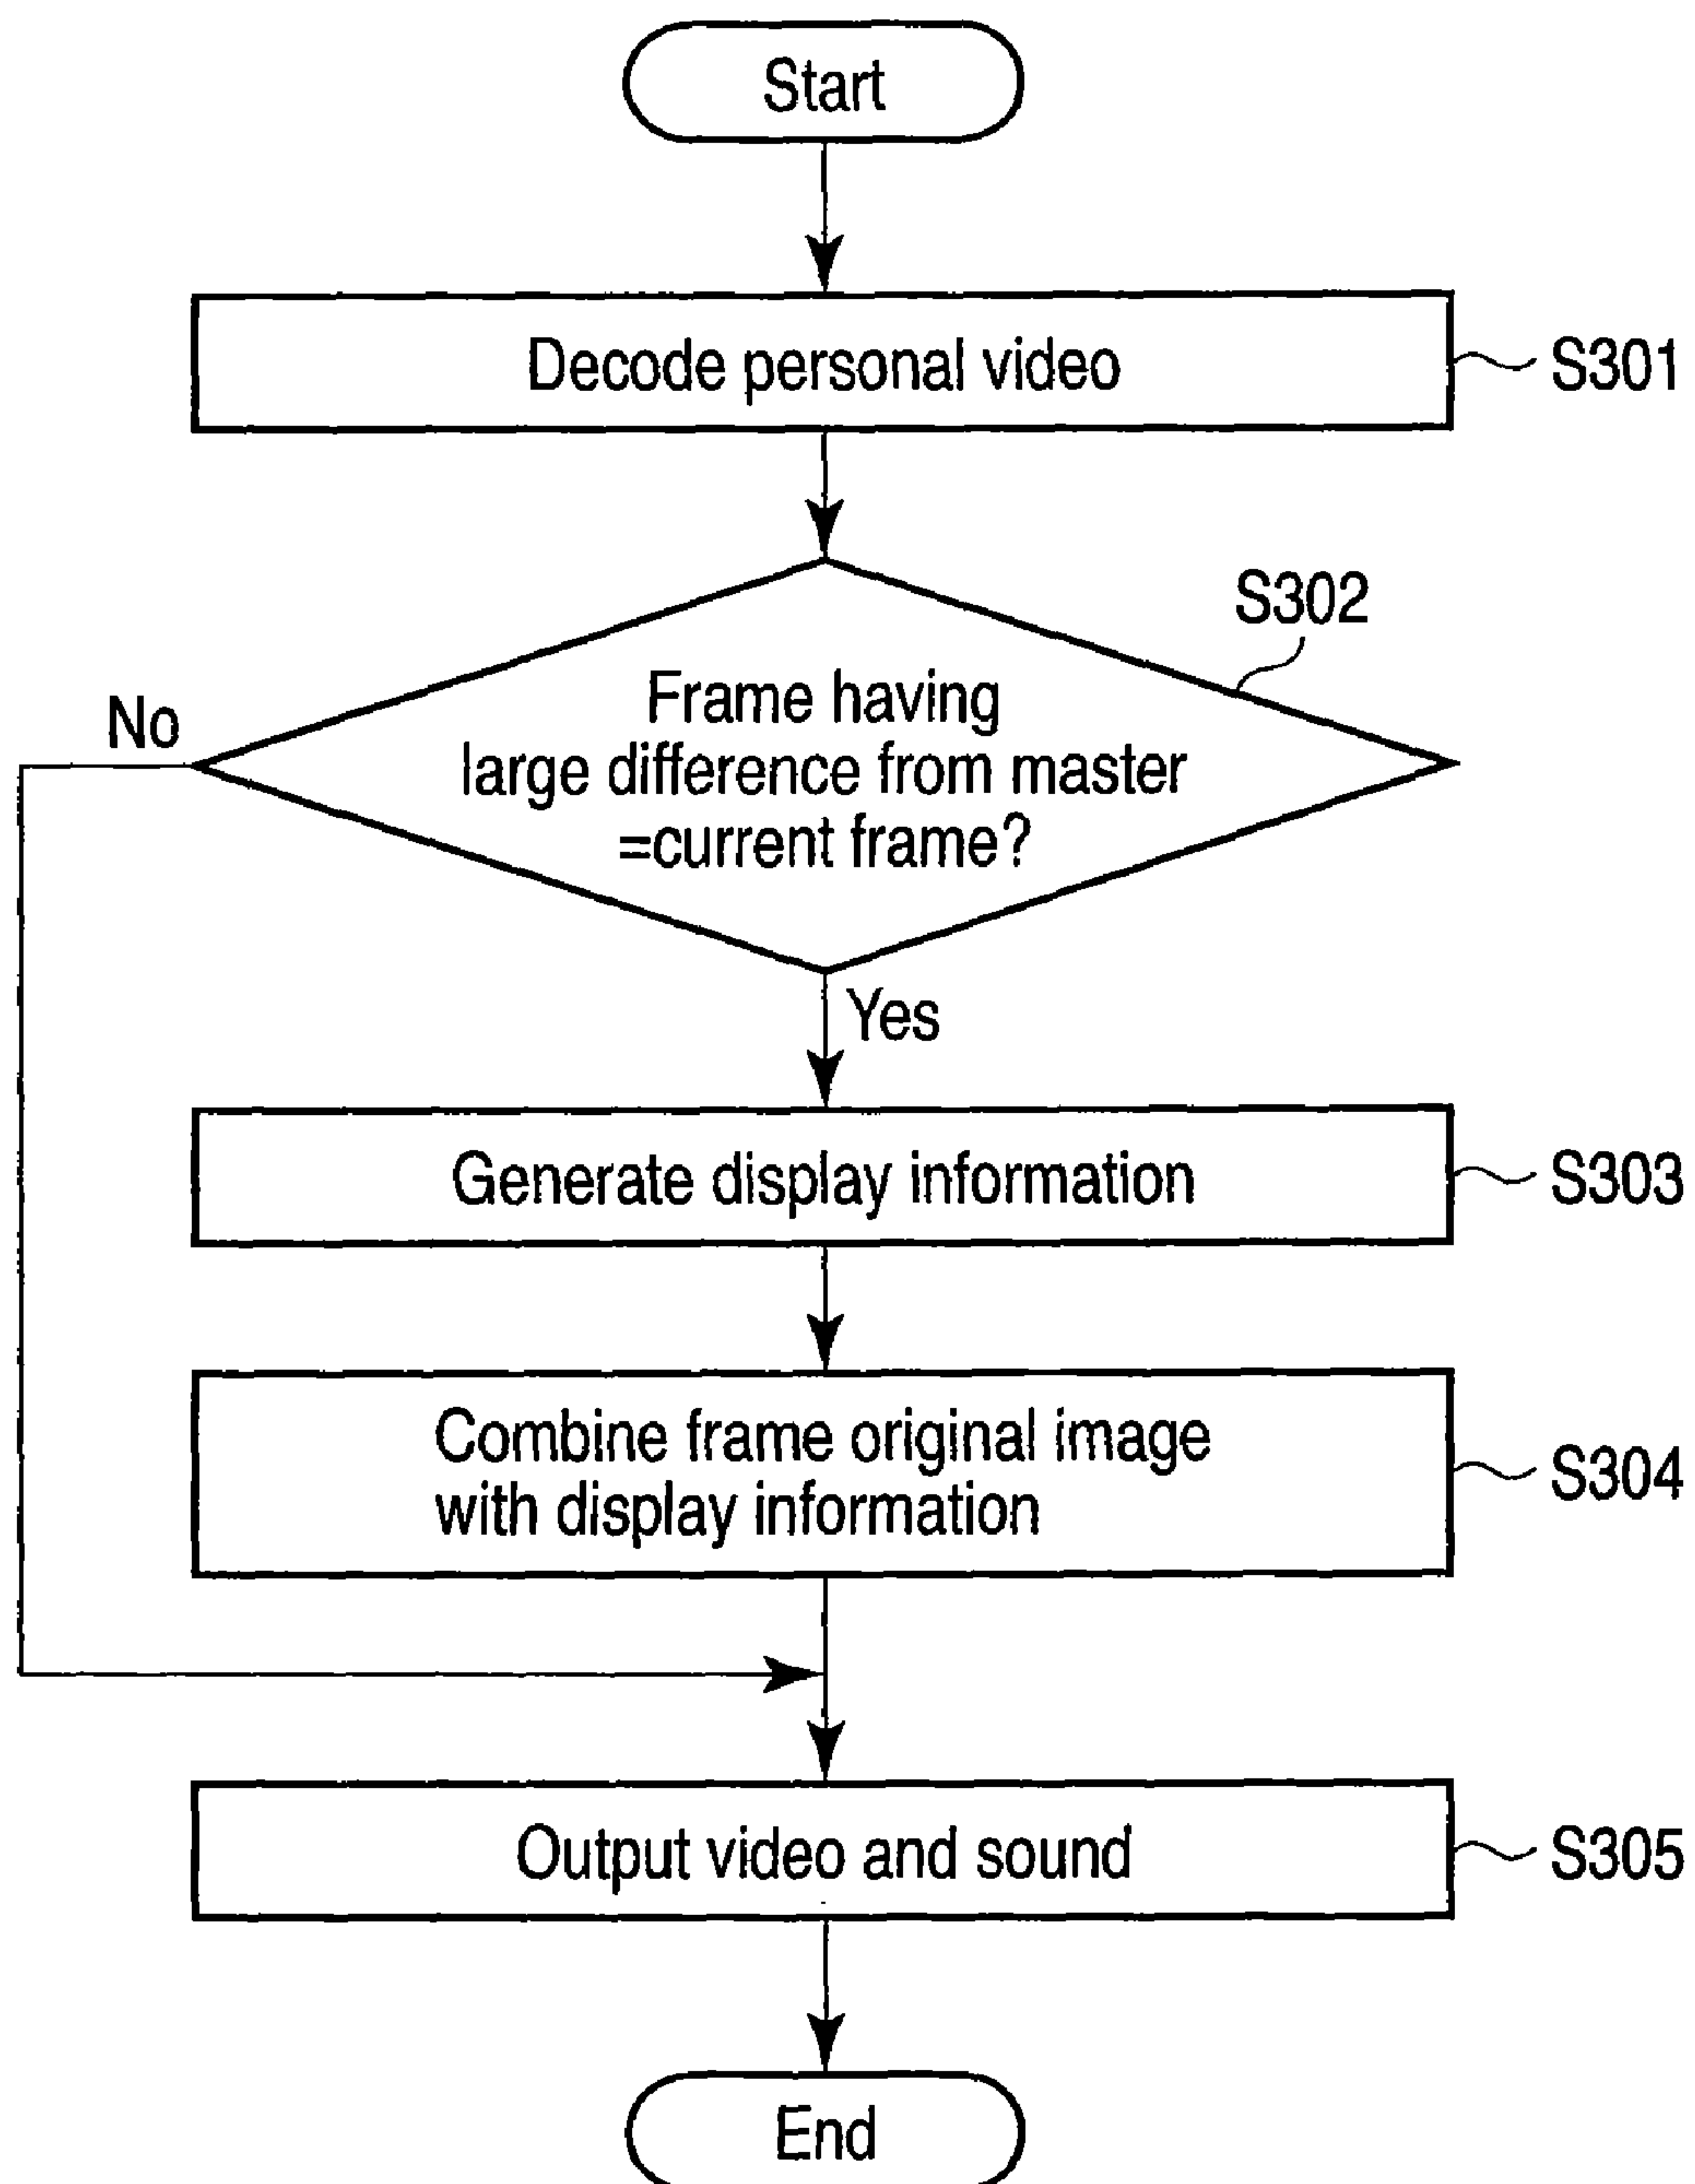 Start
Decode personal video
S301
S302
Frame having
large difference from master
=current frame?
No
Yes
Generate display information
S303
Combine frame original image
with display information
S304
Output video and sound
S305
End